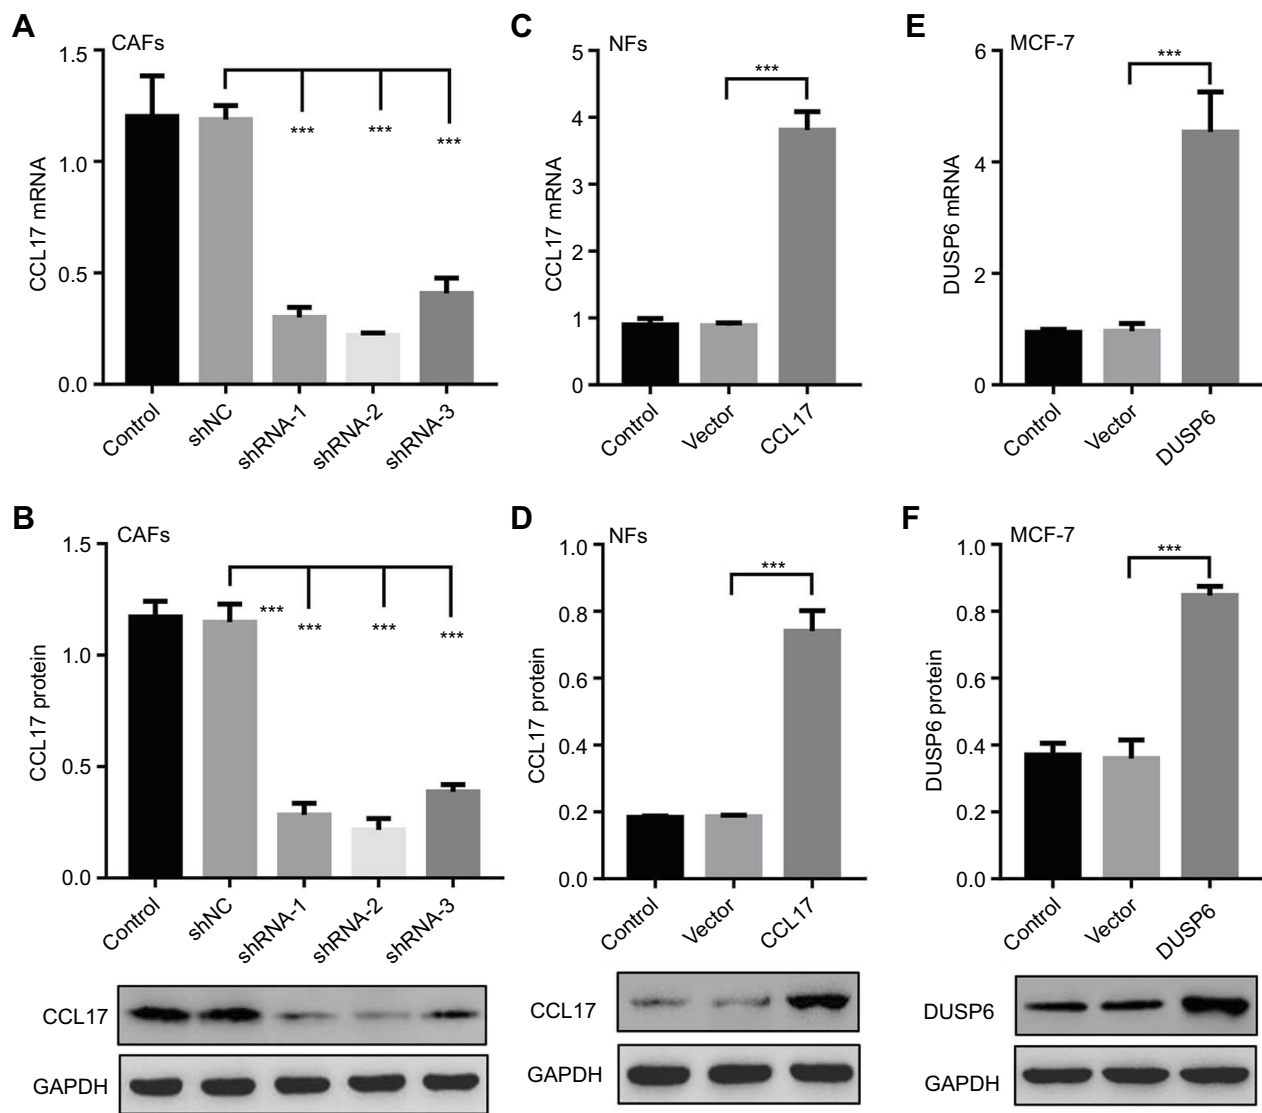 A
CAFs
CCL17 mRNA
1.5
1.0
0.5
0.0
***
***
***
Control
shNC
shRNA-1
shRNA-2
shRNA-3
C
NFs
CCL17 mRNA
5
4
3
2
1
0
***
Control
Vector
CCL17
E
MCF-7
DUSP6 mRNA
6
4
2
0
***
Control
Vector
DUSP6
B
CAFs
CCL17 protein
1.5
1.0
0.5
0.0
***
***
***
***
Control
shNC
shRNA-1
shRNA-2
shRNA-3
CCL17
GAPDH
D
NFs
CCL17 protein
1.0
0.8
0.6
0.4
0.2
0.0
***
Control
Vector
CCL17
CCL17
GAPDH
F
MCF-7
DUSP6 protein
1.0
0.8
0.6
0.4
0.2
0.0
***
Control
Vector
DUSP6
DUSP6
GAPDH